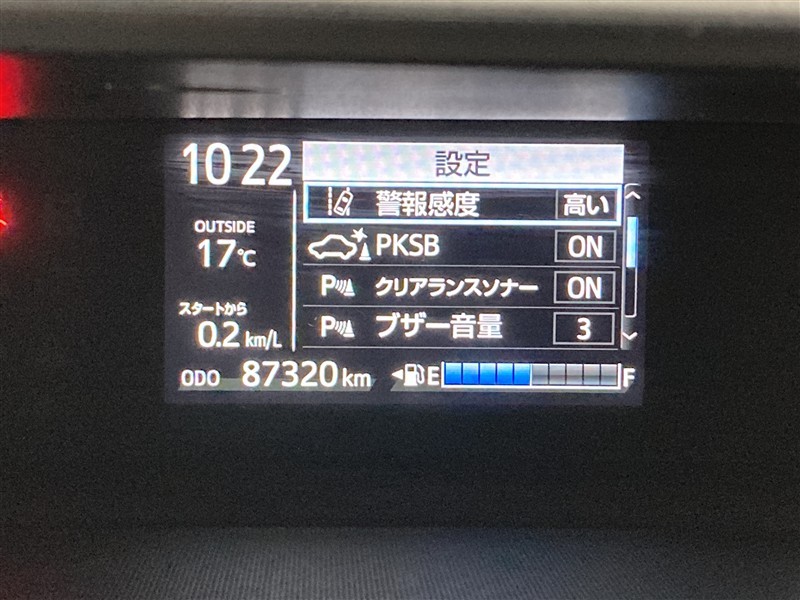 10 22
設定
警報感度 高い
OUTSIDE
17℃
PKSB ON
P クリアランスソナー ON
スタートから
0.2 km/L
P ブザー音量 3
ODO 87320 km
E F